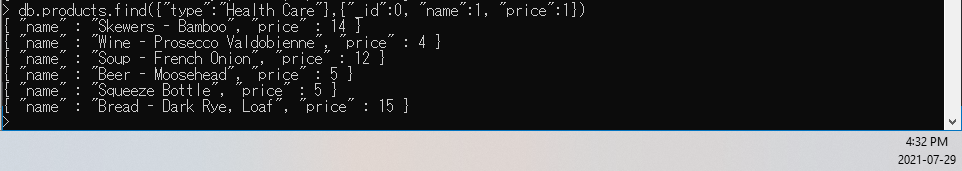 > db.products.find({"type":"Health Care"},{"_id":0, "name":1, "price":1})
{ "name" : "Skewers - Bamboo", "price" : 14 }
{ "name" : "Wine - Prosecco Valdobienne", "price" : 4 }
{ "name" : "Soup - French Onion", "price" : 12 }
{ "name" : "Beer - Moosehead", "price" : 5 }
{ "name" : "Squeeze Bottle", "price" : 5 }
{ "name" : "Bread - Dark Rye, Loaf", "price" : 15 }
>
4:32 PM
2021-07-29